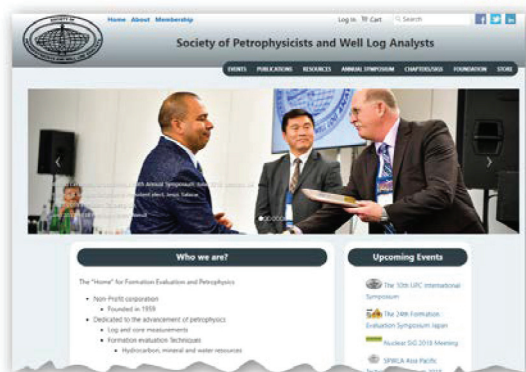 SOCIETY OF
Home About Membership
Log In Cart Search
Society of Petrophysicists and Well Log Analysts
EVENTS PUBLICATIONS RESOURCES ANNUAL SYMPOSIUM CHAPTERS/SIGS FOUNDATION STORE
Annual Symposium
Who we are?
The "Home" for Formation Evaluation and Petrophysics
• Non-Profit corporation
• Founded in 1959
• Dedicated to the advancement of petrophysics
• Log and core measurements
• Formation evaluation Techniques
• Hydrocarbon, mineral and water resources
Upcoming Events
The 10th URC International
Symposium
The 24th Formation
Evaluation Symposium Japan
Nuclear SIG 2018 Meeting
SPWLA Asia Pacific